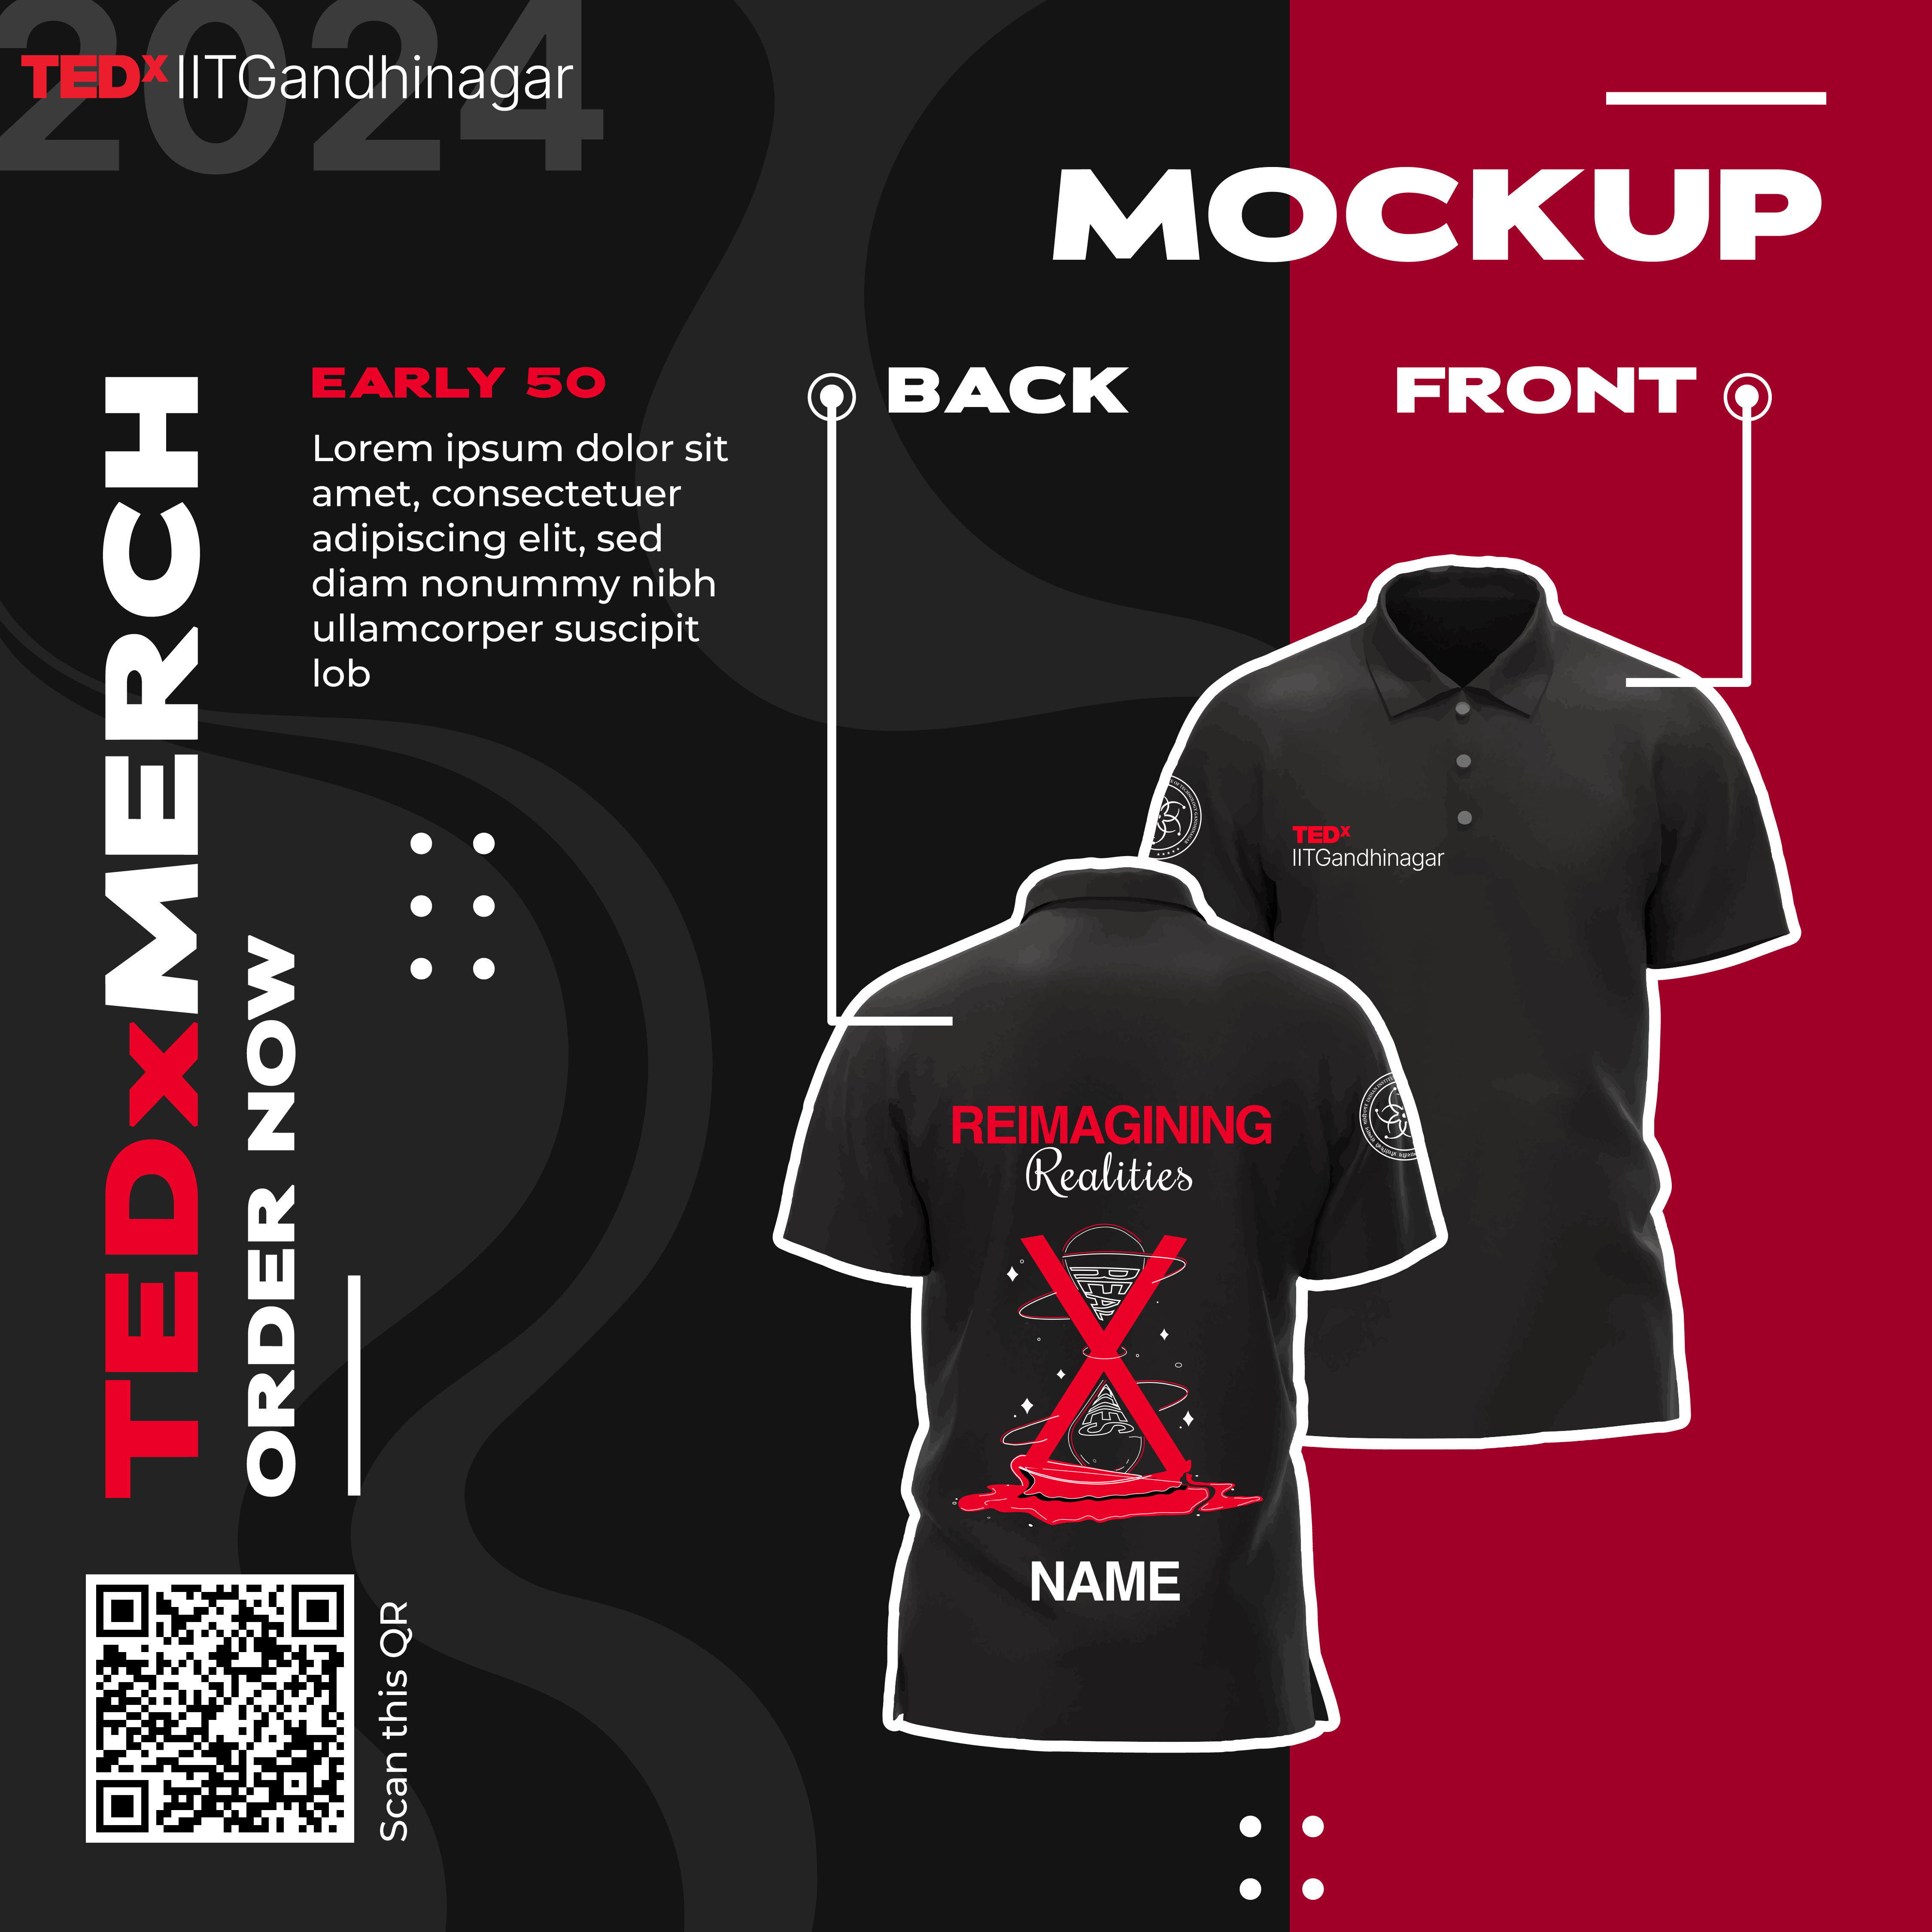 2024
TEDx IITGandhinagar
MOCKUP
EARLY 50
Lorem ipsum dolor sit
amet, consectetuer
adipiscing elit, sed
diam nonummy nibh
ullamcorper suscipit
lob
BACK
FRONT
TEDxMERCH
ORDER NOW
TEDx
IITGandhinagar
REIMAGINING
Realities
REAL
NAME
Scan this QR